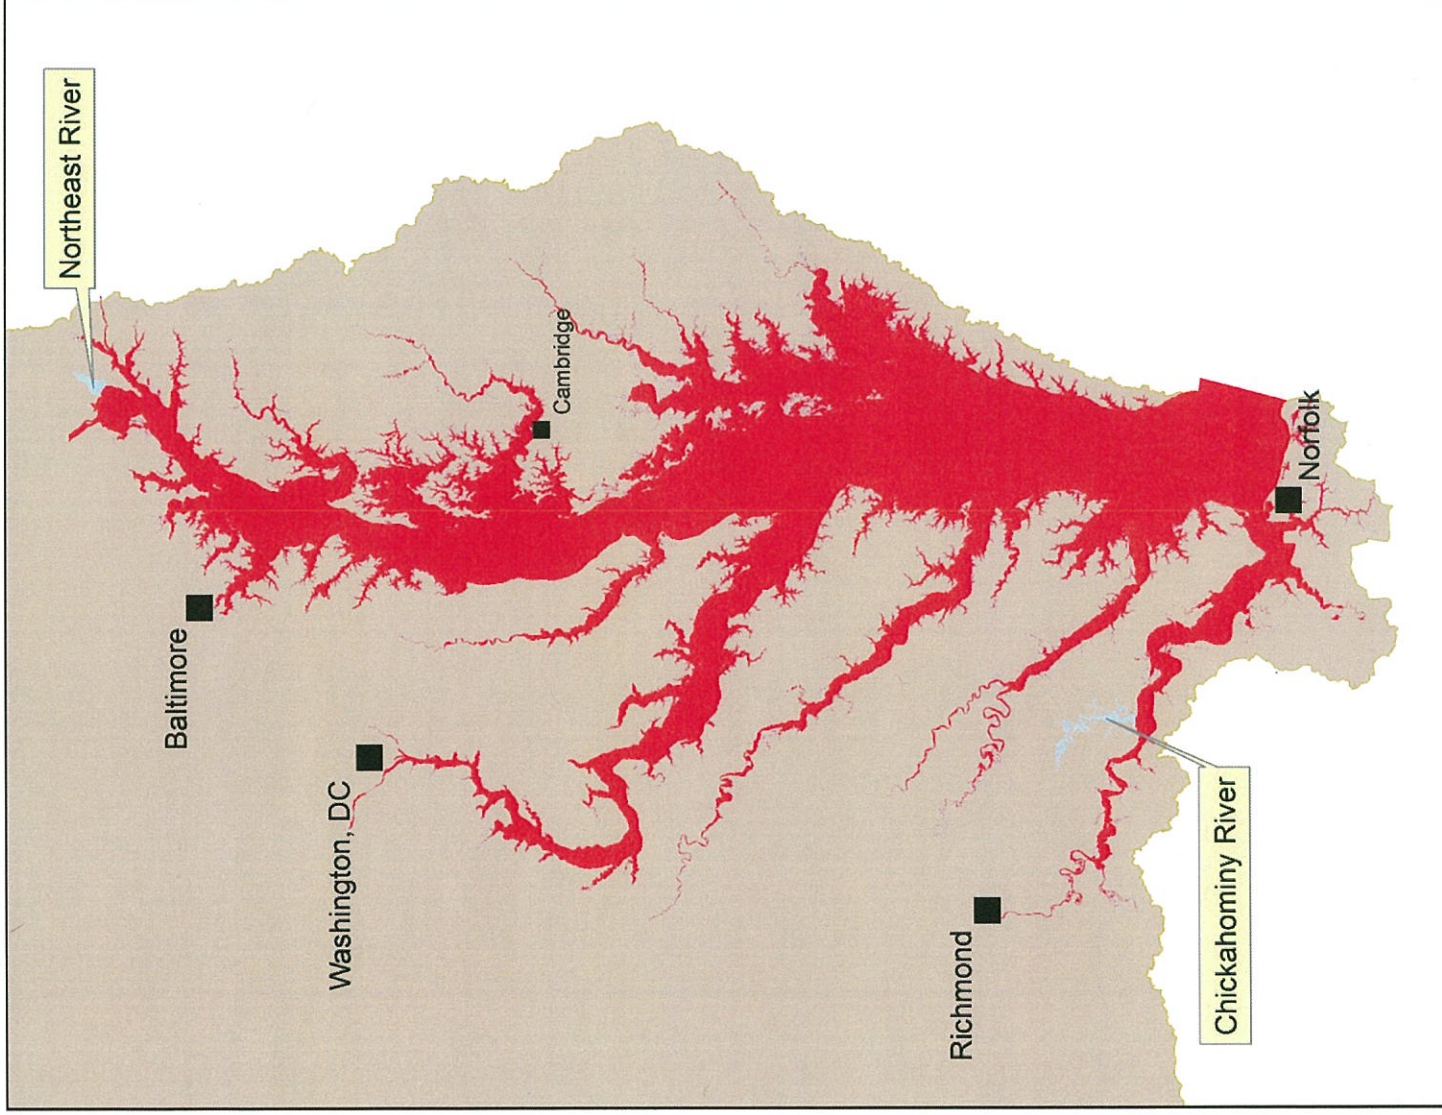 Northeast River
Cambridge
Baltimore
Norfolk
Washington, DC
Richmond
Chickahominy River